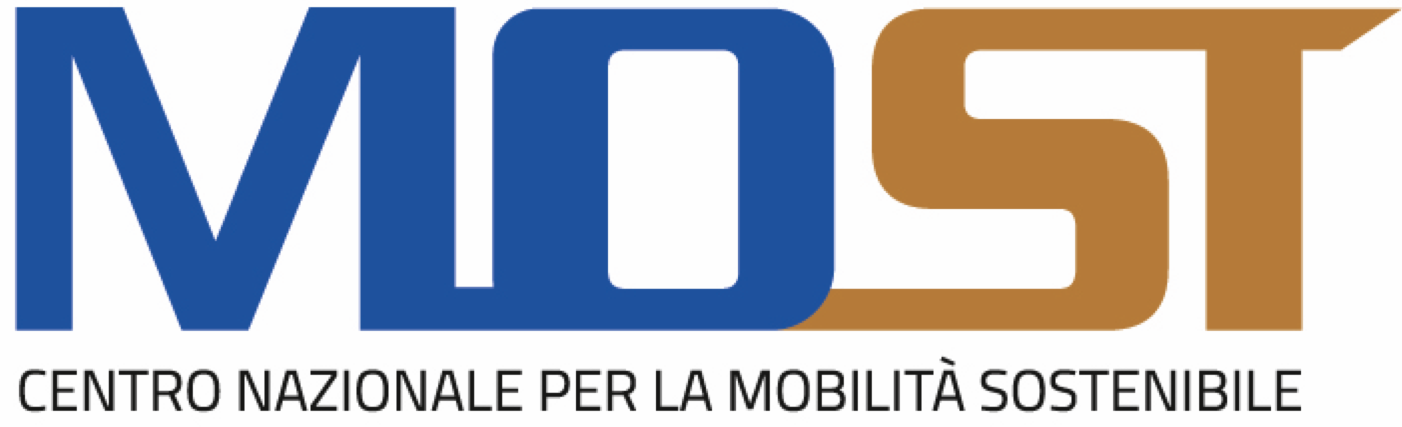 MOST
CENTRO NAZIONALE PER LA MOBILITÀ SOSTENIBILE